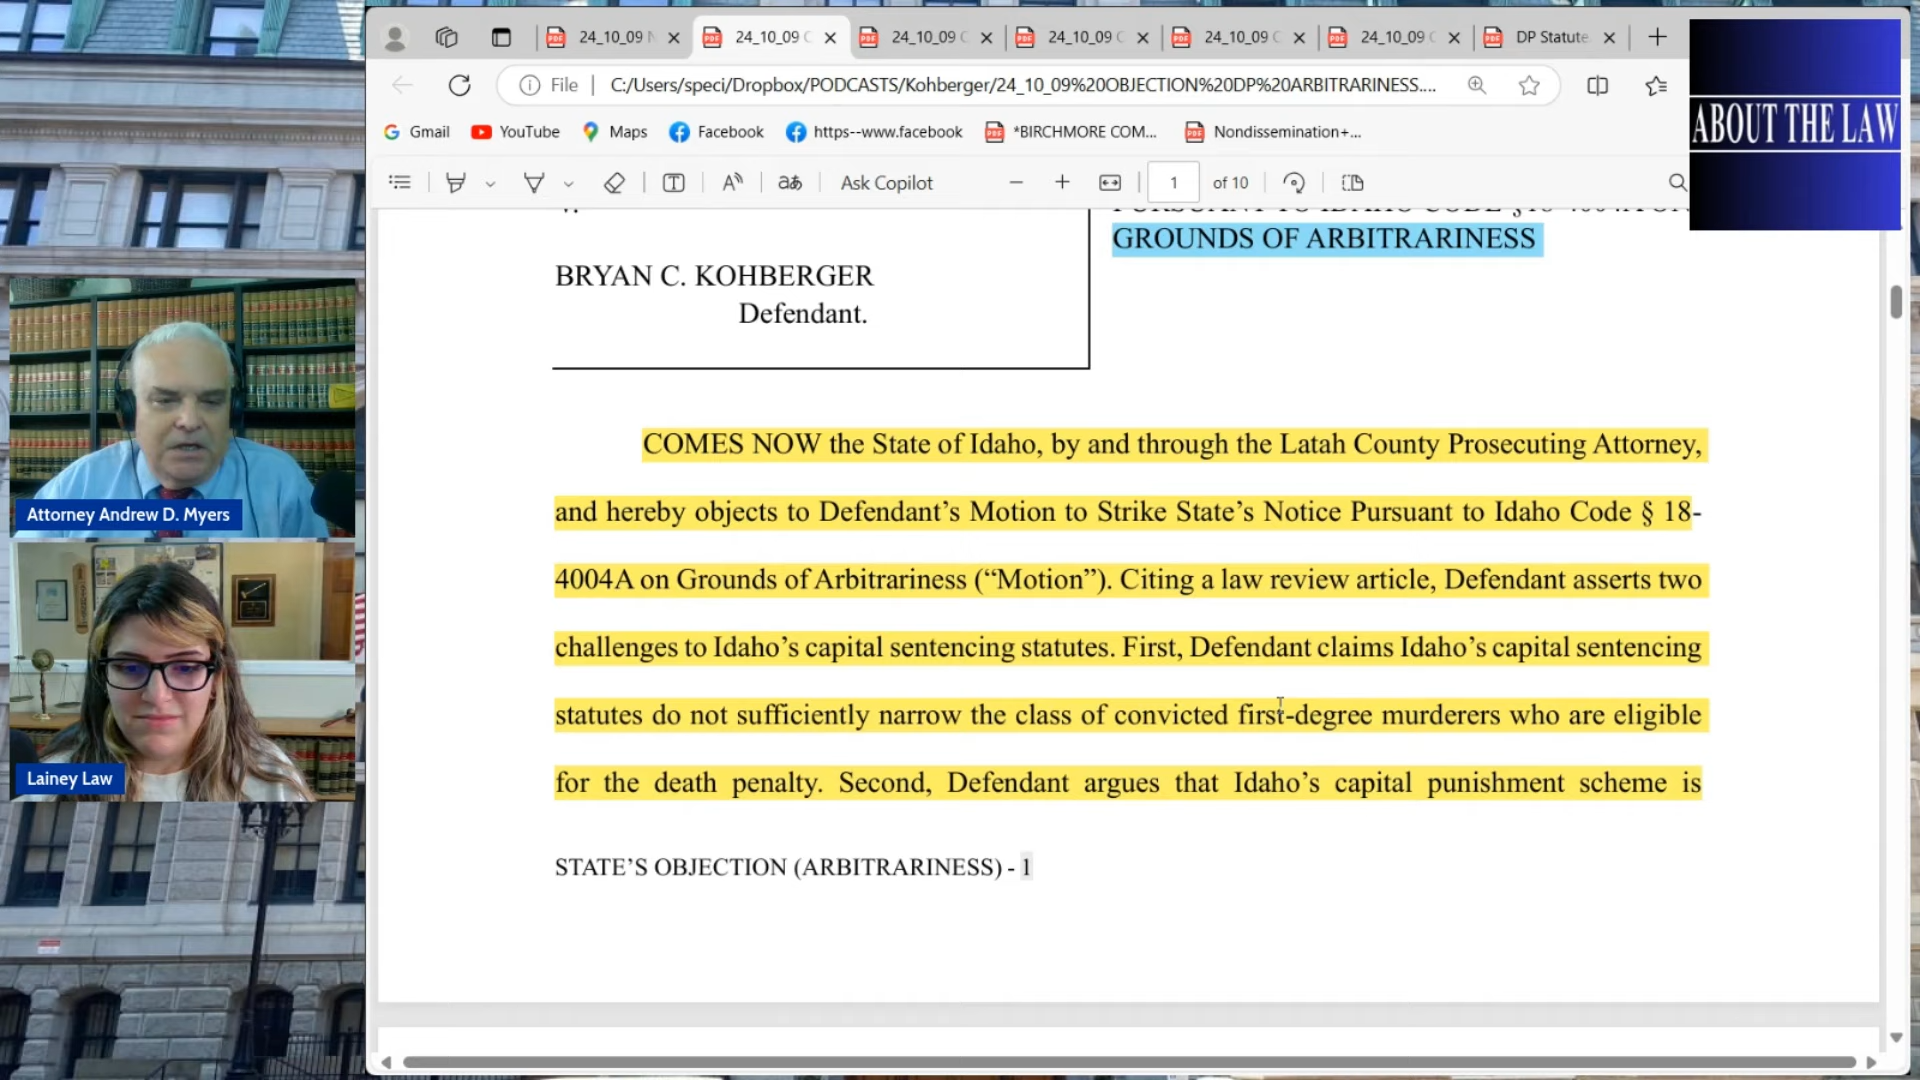 24_10_09
24_10_09
24_10_09
24_10_09
24_10_09
24_10_09
DP Statute
File
C:/Users/speci/Dropbox/PODCASTS/Kohberger/24_10_09%20OBJECTION%20DP%20ARBITRARINESS....
Gmail
YouTube
Maps
Facebook
https--www.facebook
*BIRCHMORE COM...
Nondissemination+...
Ask Copilot
1
of 10
ABOUT THE LAW
GROUNDS OF ARBITRARINESS
BRYAN C. KOHBERGER
Defendant.
COMES NOW the State of Idaho, by and through the Latah County Prosecuting Attorney,
and hereby objects to Defendant’s Motion to Strike State’s Notice Pursuant to Idaho Code § 18-
4004A on Grounds of Arbitrariness (“Motion”). Citing a law review article, Defendant asserts two
challenges to Idaho’s capital sentencing statutes. First, Defendant claims Idaho’s capital sentencing
statutes do not sufficiently narrow the class of convicted first-degree murderers who are eligible
for the death penalty. Second, Defendant argues that Idaho’s capital punishment scheme is
STATE’S OBJECTION (ARBITRARINESS) - 1
Attorney Andrew D. Myers
Lainey Law